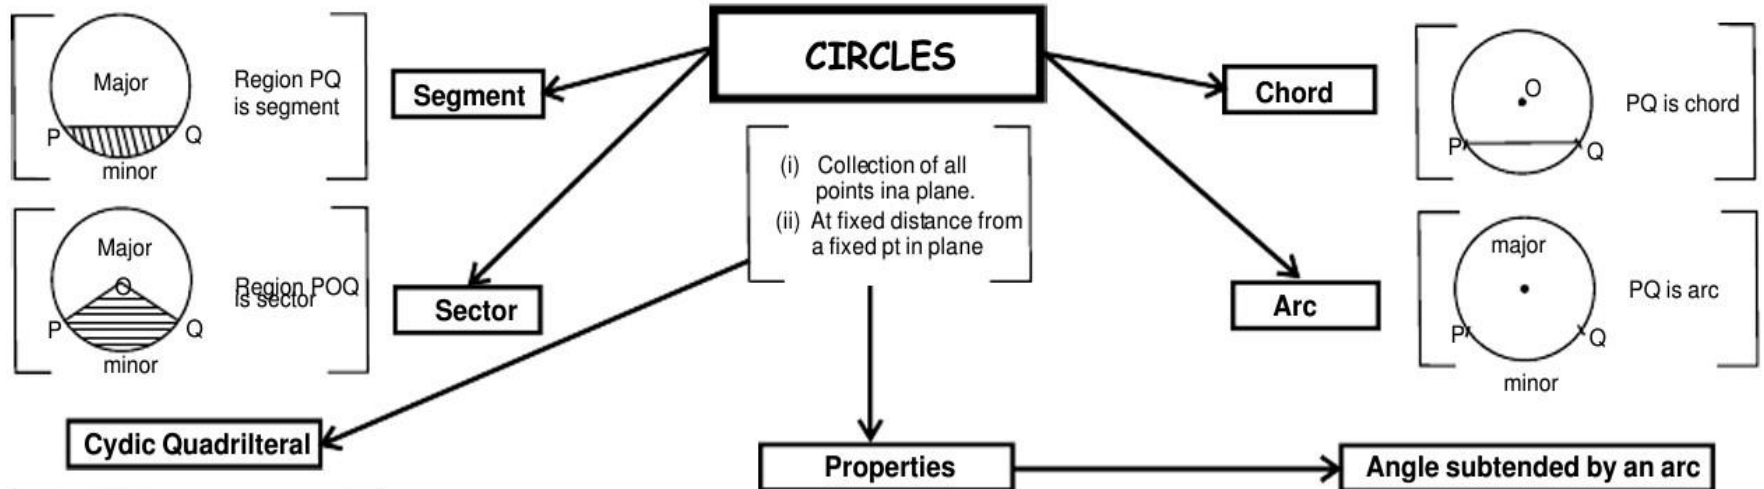 CIRCLES
Major
Region PQ
is segment
P
Q
minor
Segment
Chord
O
PQ is chord
P
Q
(i) Collection of all
points ina plane.
(ii) At fixed distance from
a fixed pt in plane
Major
O
Region POQ
is sector
P
Q
minor
Sector
Arc
major
PQ is arc
P
Q
minor
Cydic Quadrilteral
Properties
Angle subtended by an arc